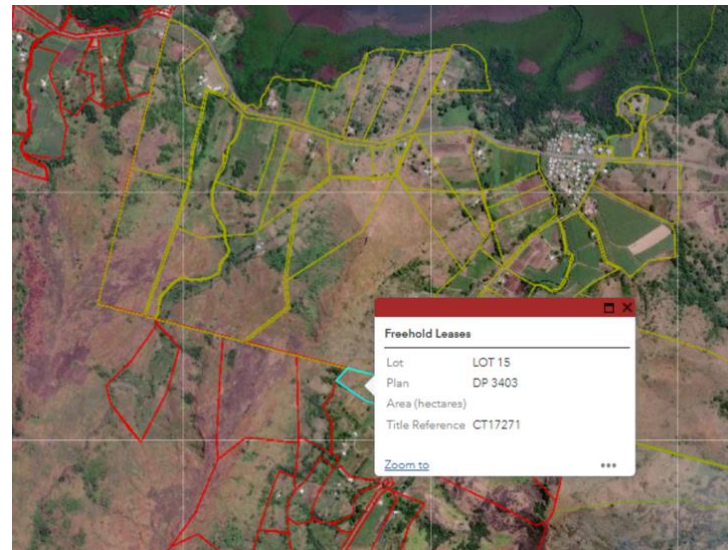 Freehold Leases
Lot LOT 15
Plan DP 3403
Area (hectares)
Title Reference CT17271
Zoom to